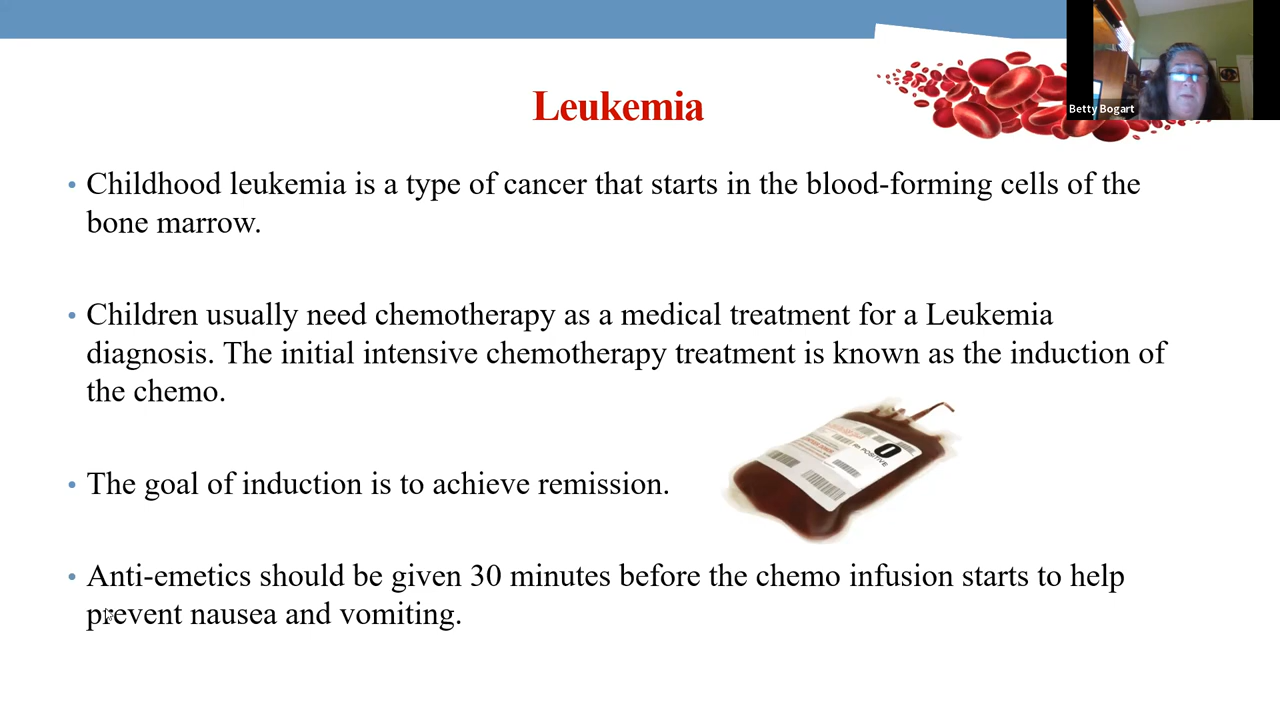 Leukemia
Betty Bogart
• Childhood leukemia is a type of cancer that starts in the blood-forming cells of the
bone marrow.
• Children usually need chemotherapy as a medical treatment for a Leukemia
diagnosis. The initial intensive chemotherapy treatment is known as the induction of
the chemo.
O
Rh POSITIVE
• The goal of induction is to achieve remission.
• Anti-emetics should be given 30 minutes before the chemo infusion starts to help
prevent nausea and vomiting.